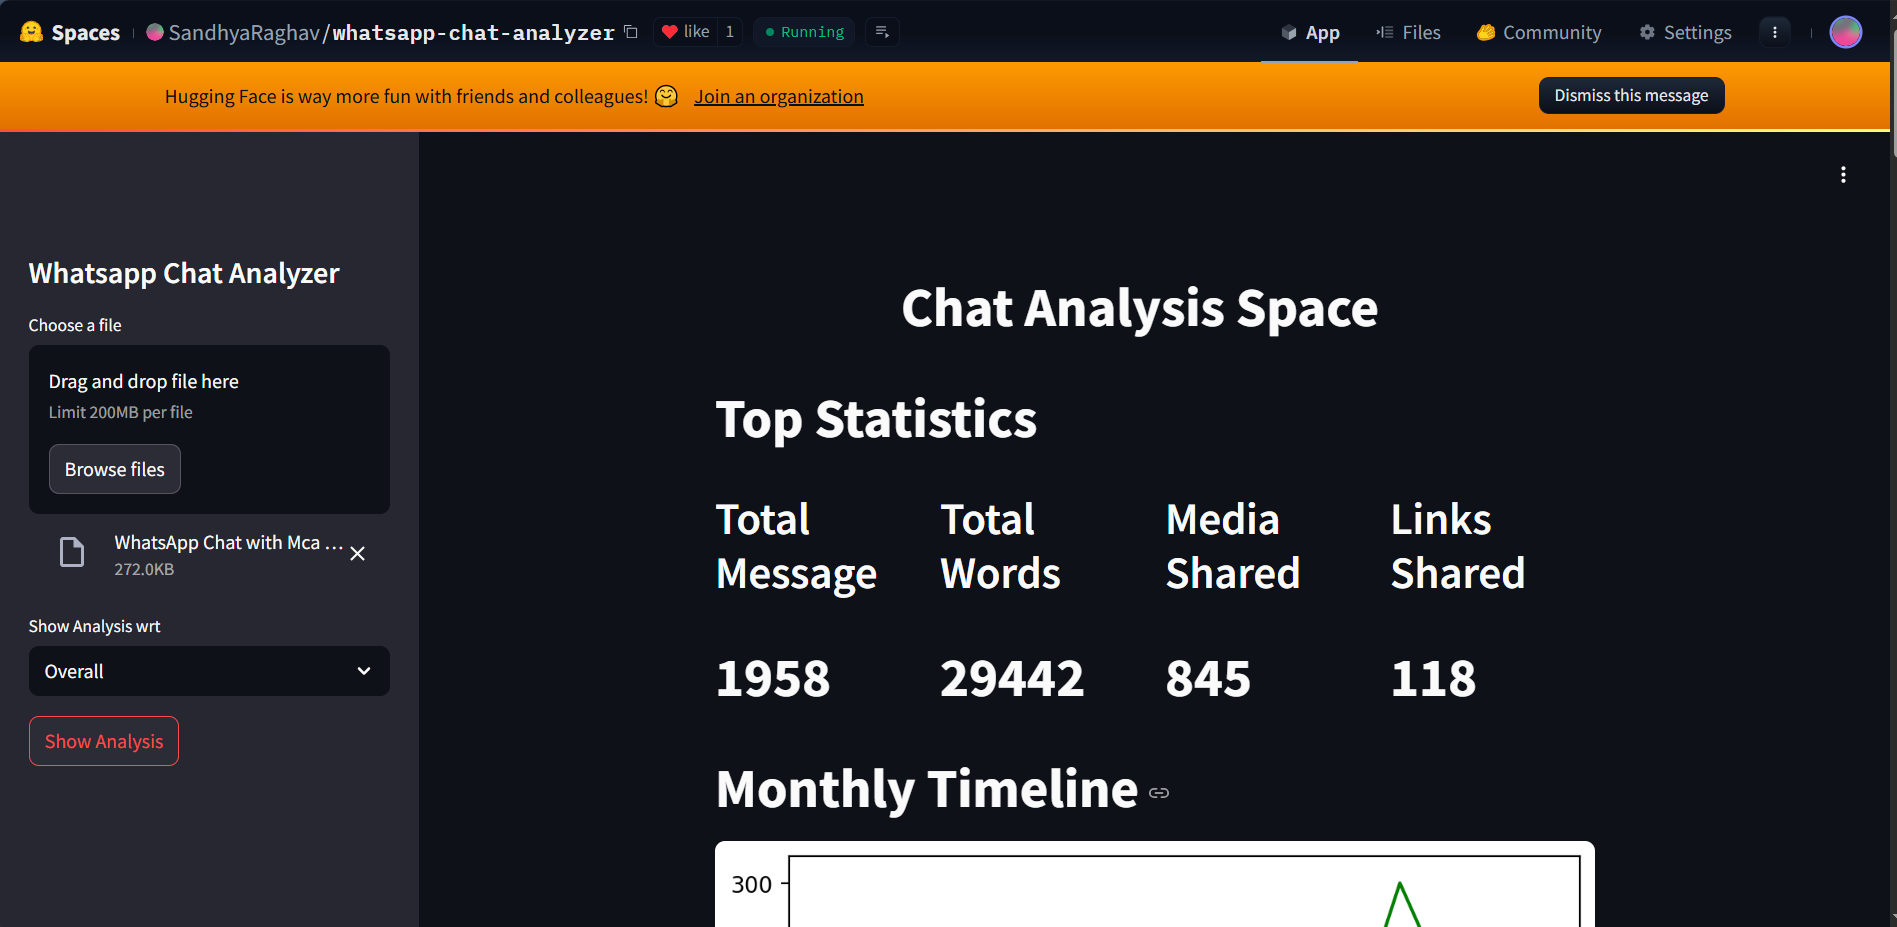 Spaces
SandhyaRaghav/whatsapp-chat-analyzer
like 1
Running
App
Files
Community
Settings
Hugging Face is way more fun with friends and colleagues! 🤗 Join an organization
Dismiss this message
Whatsapp Chat Analyzer
Choose a file
Drag and drop file here
Limit 200MB per file
Browse files
WhatsApp Chat with Mca ...
272.0KB
Show Analysis wrt
Overall
Show Analysis
Chat Analysis Space
Top Statistics
Total Message
Total Words
Media Shared
Links Shared
1958
29442
845
118
Monthly Timeline
300